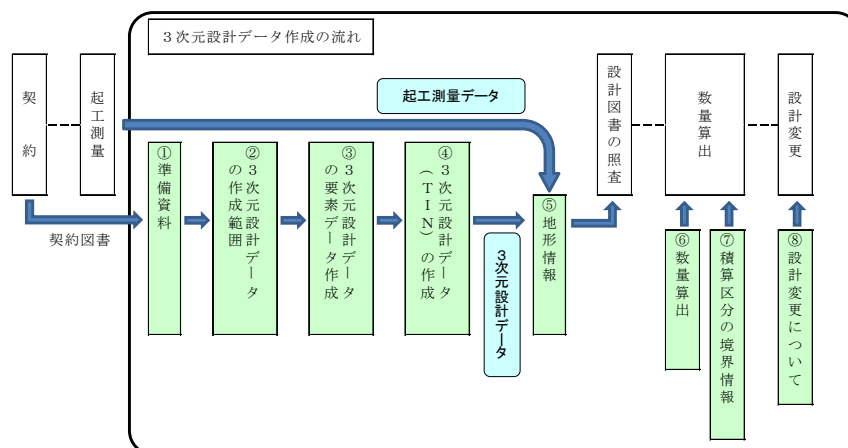 3次元設計データ作成の流れ
契約
起工測量
起工測量データ
設計図書の照査
数量算出
設計変更
契約図書
①準備資料
②3次元設計データ
の作成範囲
③3次元設計データ
の要素データ作成
④3次元設計データ
(TIN)の作成
3次元設計データ
⑤地形情報
⑥数量算出
⑦積算区分の境界情報
⑧設計変更について